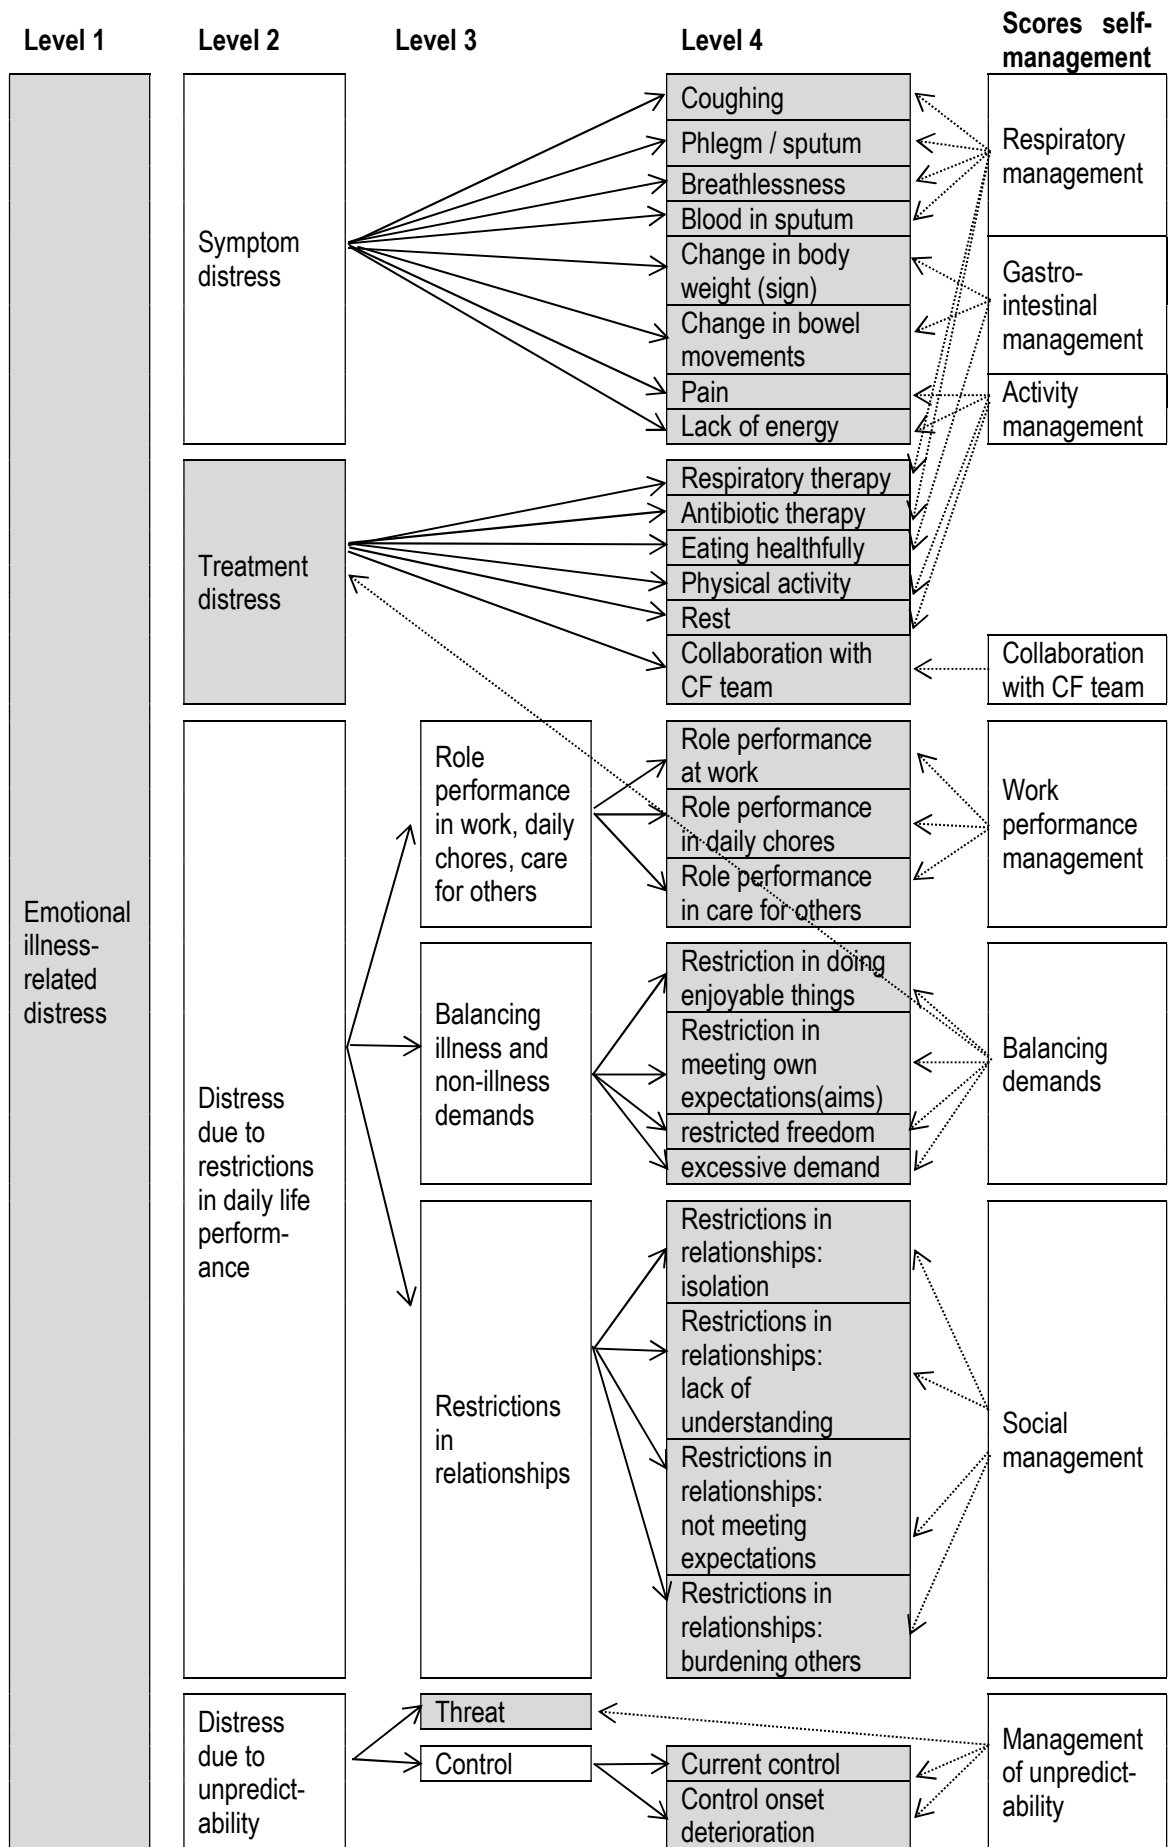 Level 1
Level 2
Level 3
Level 4
Scores self-
management
Emotional
illness-
related
distress
Symptom
distress
Coughing
Phlegm / sputum
Breathlessness
Blood in sputum
Change in body
weight (sign)
Change in bowel
movements
Pain
Lack of energy
Respiratory
management
Gastro-
intestinal
management
Activity
management
Treatment
distress
Respiratory therapy
Antibiotic therapy
Eating healthfully
Physical activity
Rest
Collaboration with
CF team
Collaboration
with CF team
Distress
due to
restrictions
in daily life
perform-
ance
Role
performance
in work, daily
chores, care
for others
Role performance
at work
Role performance
in daily chores
Role performance
in care for others
Work
performance
management
Balancing
illness and
non-illness
demands
Restriction in doing
enjoyable things
Restriction in
meeting own
expectations(aims)
restricted freedom
excessive demand
Balancing
demands
Restrictions
in
relationships
Restrictions in
relationships:
isolation
Restrictions in
relationships:
lack of
understanding
Restrictions in
relationships:
not meeting
expectations
Restrictions in
relationships:
burdening others
Social
management
Distress
due to
unpredict-
ability
Threat
Control
Current control
Control onset
deterioration
Management
of unpredict-
ability